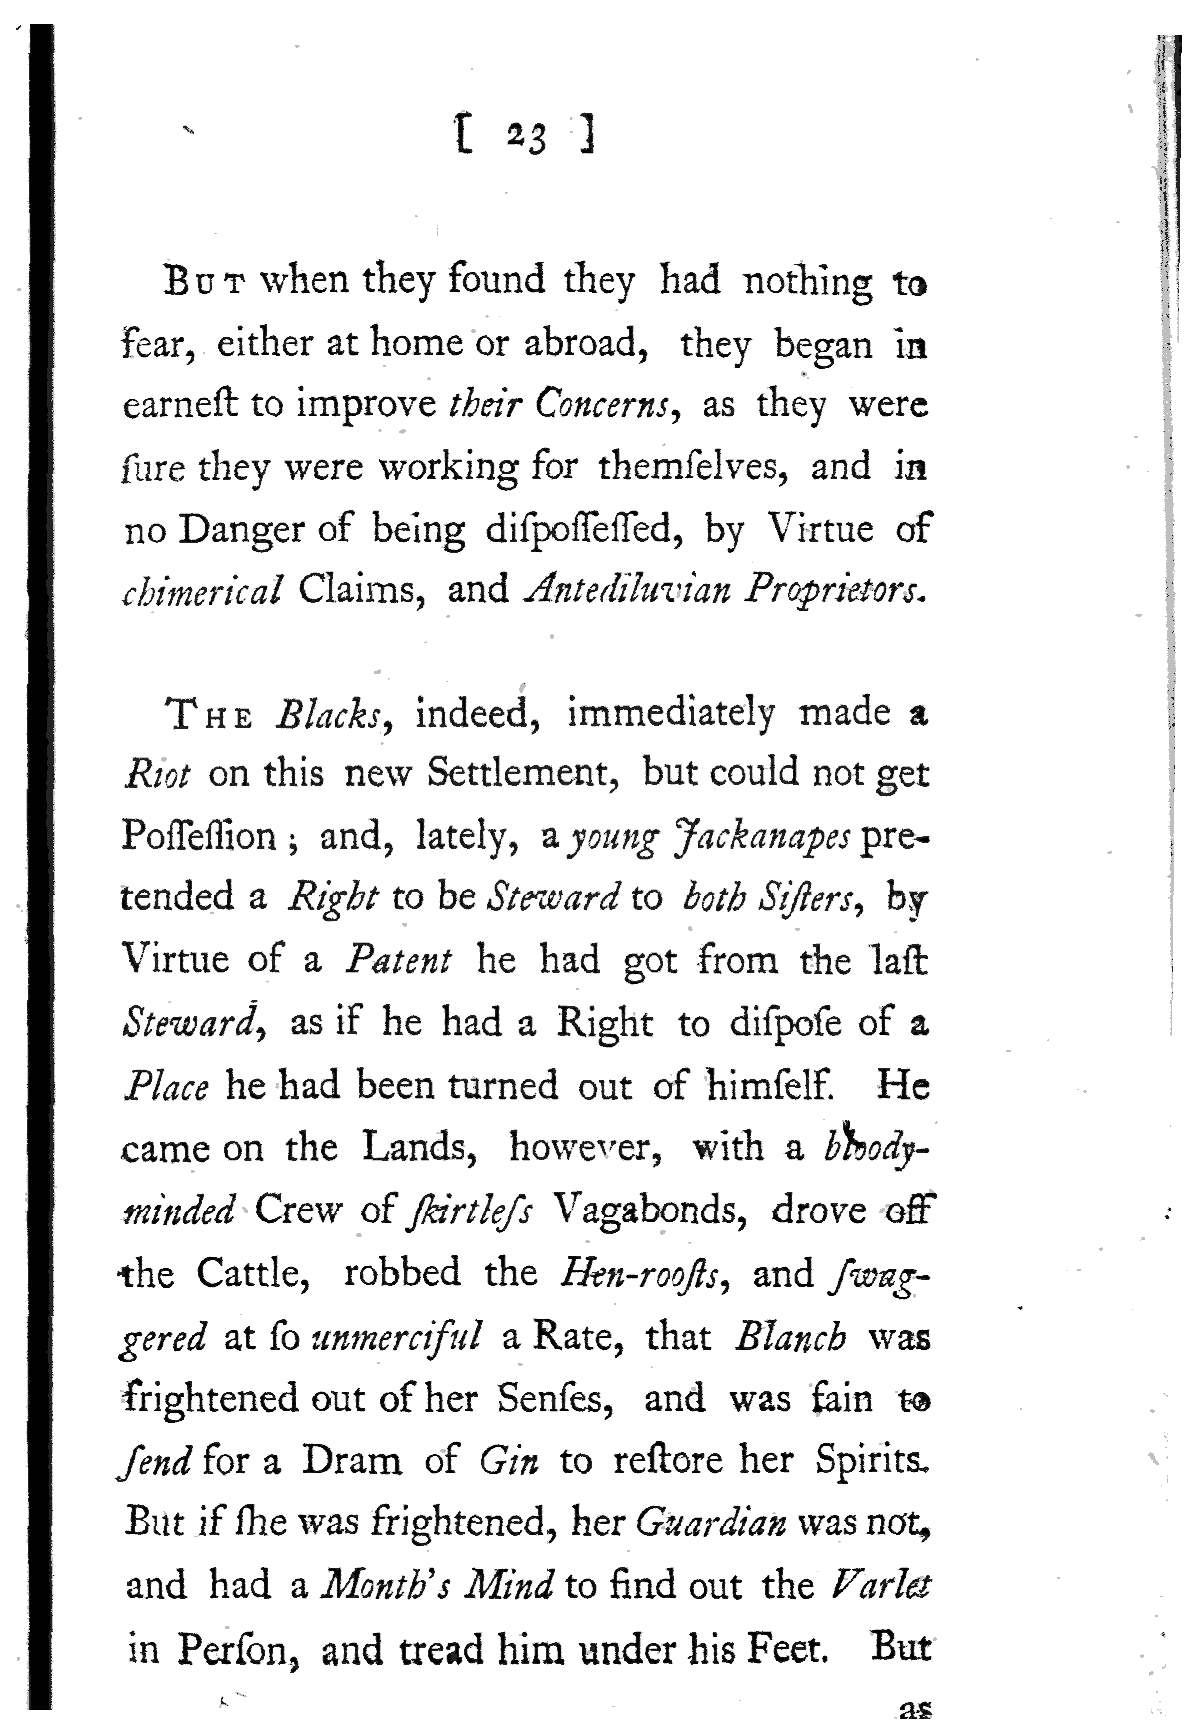 [ 23 ]
BUT when they found they had nothing to
fear, either at home or abroad, they began in
earneſt to improve their Concerns, as they were
ſure they were working for themſelves, and in
no Danger of being diſpoſſeſſed, by Virtue of
chimerical Claims, and Antediluvian Proprietors.
THE Blacks, indeed, immediately made a
Riot on this new Settlement, but could not get
Poſſeſſion ; and, lately, a young Jackanapes pre-
tended a Right to be Steward to both Siſters, by
Virtue of a Patent he had got from the laſt
Steward, as if he had a Right to diſpoſe of a
Place he had been turned out of himſelf. He
came on the Lands, however, with a bloody-
minded Crew of ſkirtleſs Vagabonds, drove off
the Cattle, robbed the Hen-rooſts, and ſwag-
gered at ſo unmerciful a Rate, that Blanch was
frightened out of her Senſes, and was fain to
ſend for a Dram of Gin to reſtore her Spirits.
But if ſhe was frightened, her Guardian was not,
and had a Month's Mind to find out the Varlet
in Perſon, and tread him under his Feet. But
as